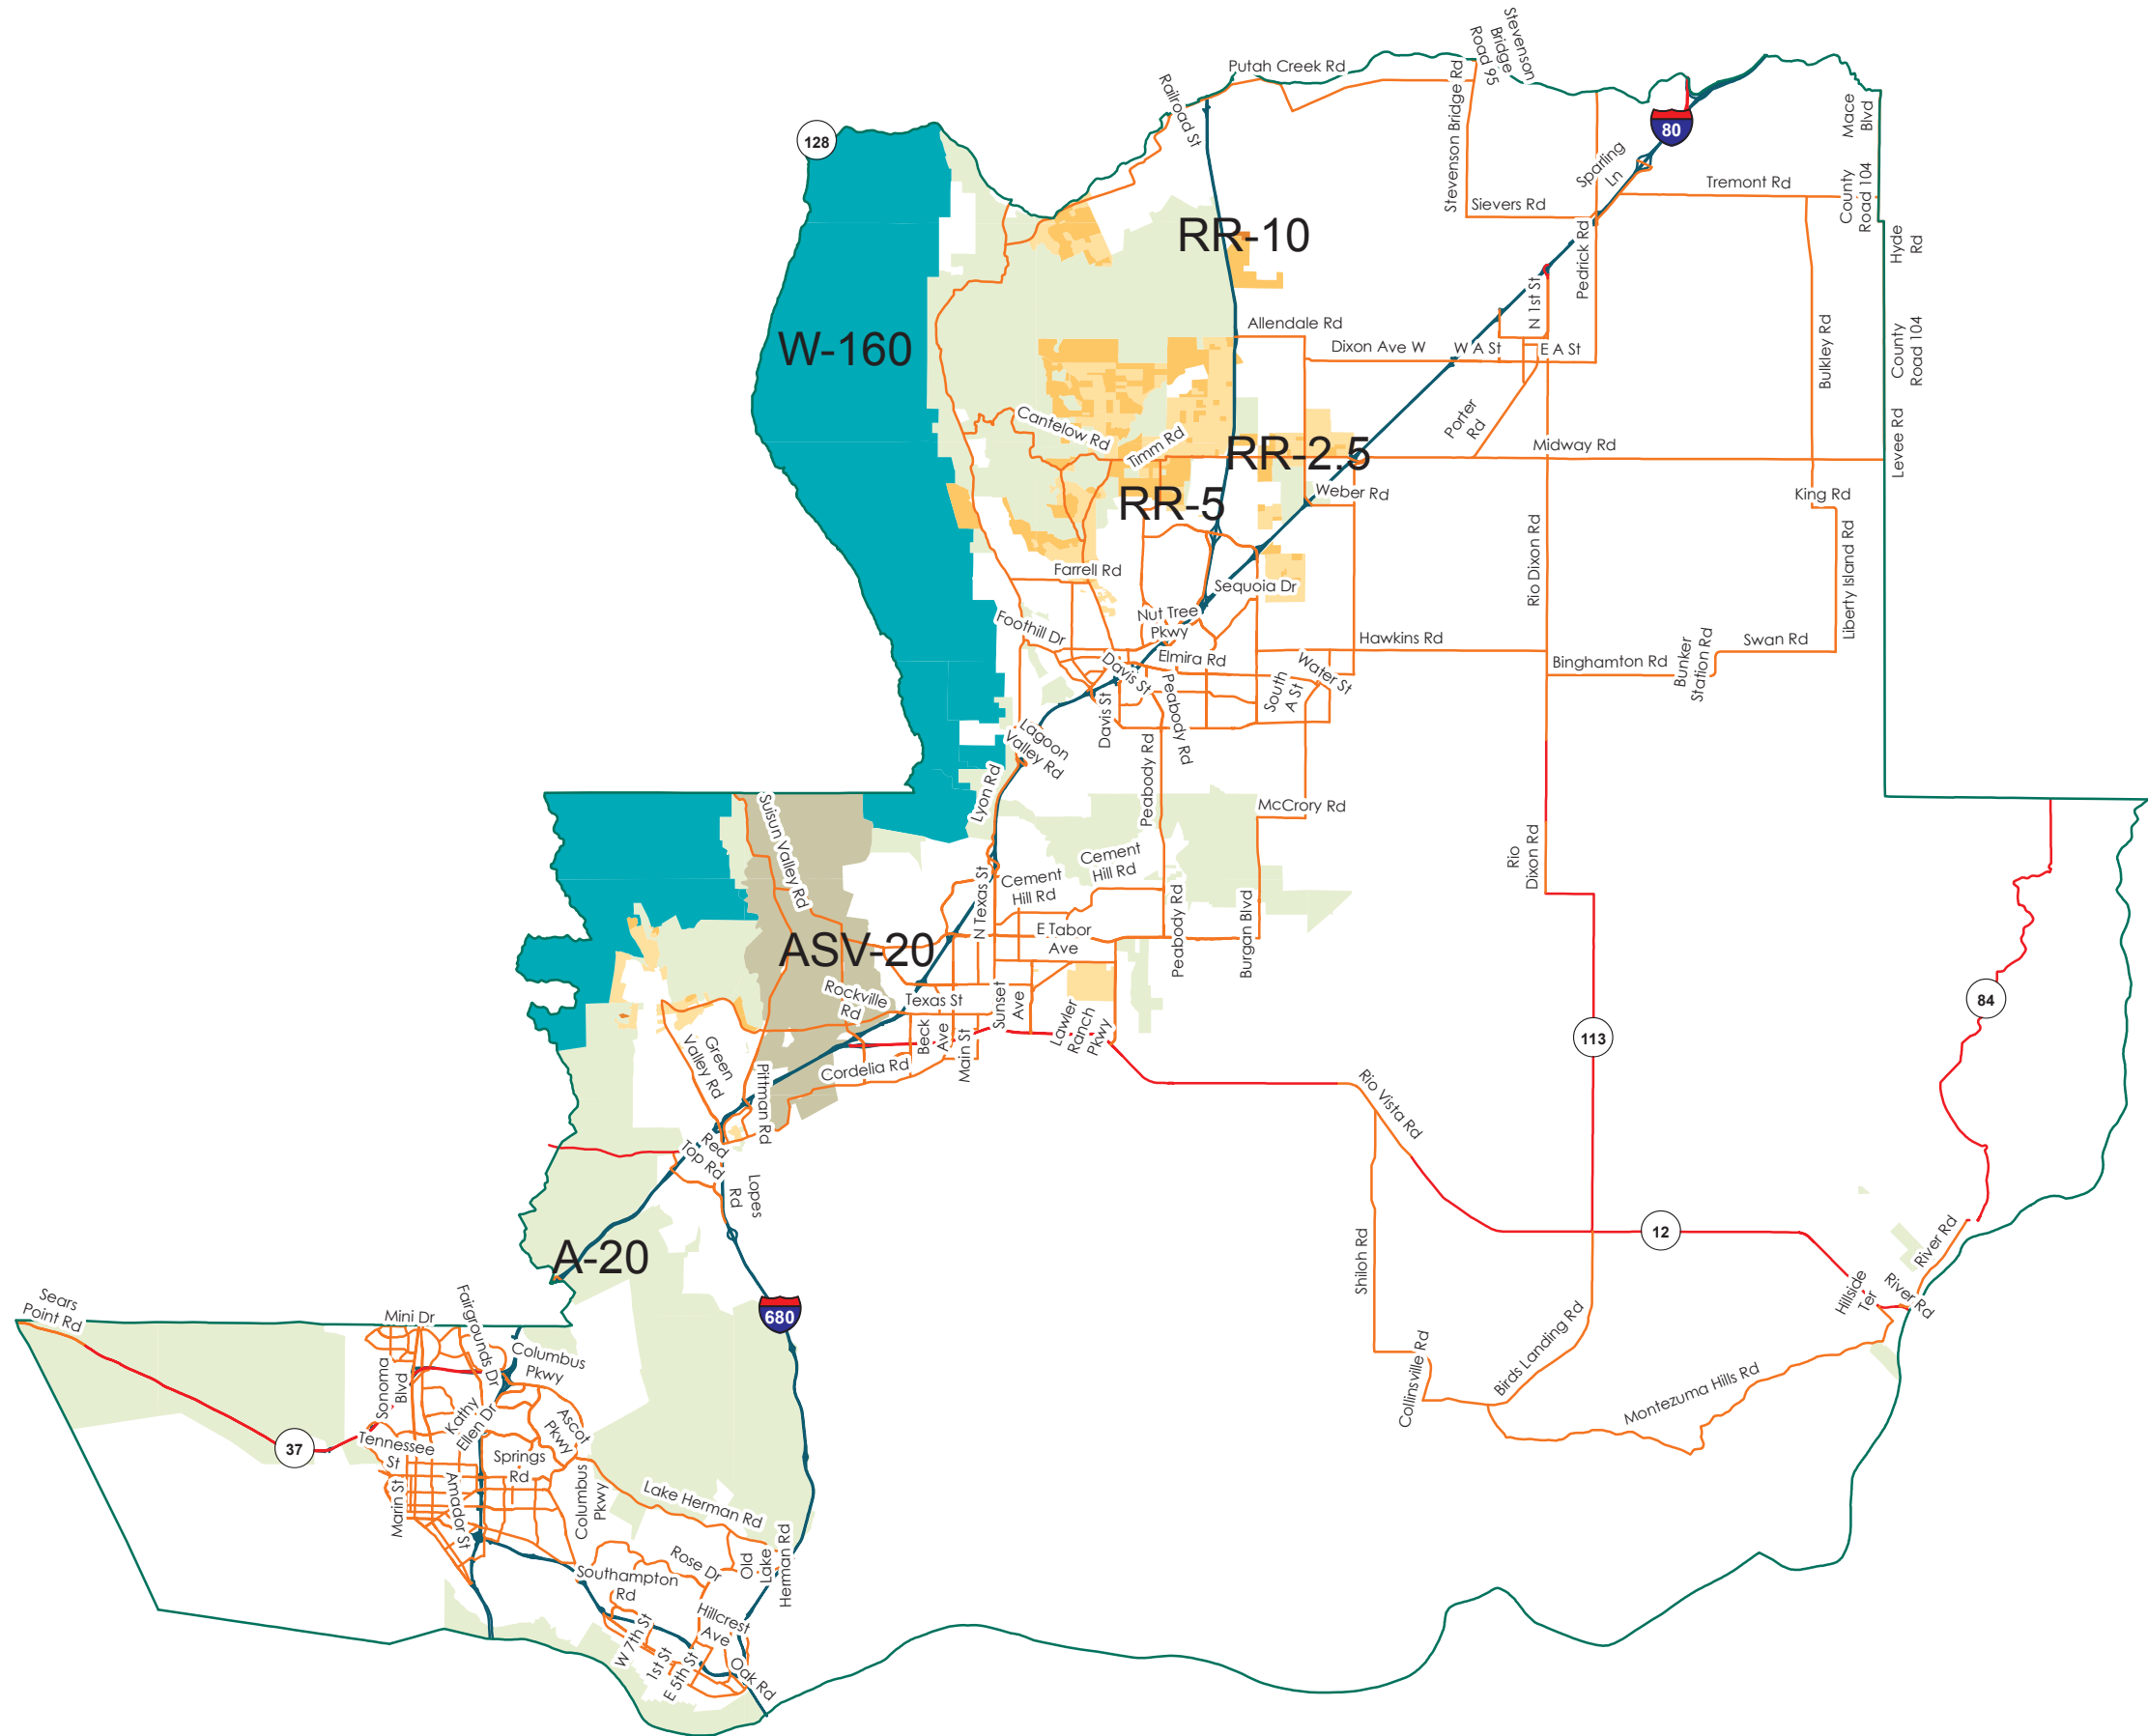 Stevenson
Bridge
Road 95
Putah Creek Rd
Railroad St
Stevenson Bridge Rd
Mace
Blvd
80
128
Sparling
Ln
Tremont Rd
County
Road 104
Sievers Rd
RR-10
Pedrick Rd
Hyde
Rd
N 1st St
Allendale Rd
W-160
Dixon Ave W
W A St
E A St
Bulkley Rd
County
Road 104
Cantelow Rd
Timm Rd
Porter
Rd
Levee Rd
RR-2.5
Midway Rd
RR-5
Weber Rd
King Rd
Rio Dixon Rd
Liberty Island Rd
Farrell Rd
Sequoia Dr
Nut Tree
Pkwy
Foothill Dr
Hawkins Rd
Swan Rd
Elmira Rd
Davis St
Water St
Binghamton Rd
Bunker
Station Rd
South
A St
Davis St
Peabody Rd
Lagoon
Valley Rd
Peabody Rd
Lyon Rd
McCrory Rd
Suisun Valley Rd
Cement
Hill Rd
Cement
Hill Rd
Rio
Dixon Rd
N Texas St
Peabody Rd
Burgan Blvd
E Tabor
Ave
ASV-20
Rockville
Rd
Texas St
Sunset
Ave
84
Beck
Ave
Main St
Lawler
Ranch
Pkwy
113
Green
Valley Rd
Cordelia Rd
Pittman Rd
Rio Vista Rd
Red
Top Rd
Lopes
Rd
12
Shiloh Rd
River Rd
A-20
Hillside
Ter
River Rd
680
Sears
Point Rd
Mini Dr
Fairgrounds Dr
Columbus
Pkwy
Sonoma
Blvd
Collinsville Rd
Birds Landing Rd
Montezuma Hills Rd
Kathy
Ellen Dr
Ascot
Pkwy
37
Tennessee
St
Springs
Rd
Marin St
Amador St
Columbus
Pkwy
Lake Herman Rd
Old
Lake
Herman Rd
Rose Dr
Southampton
Rd
Hillcrest
Ave
W 7th St
1st St
E 5th St
Oak Rd